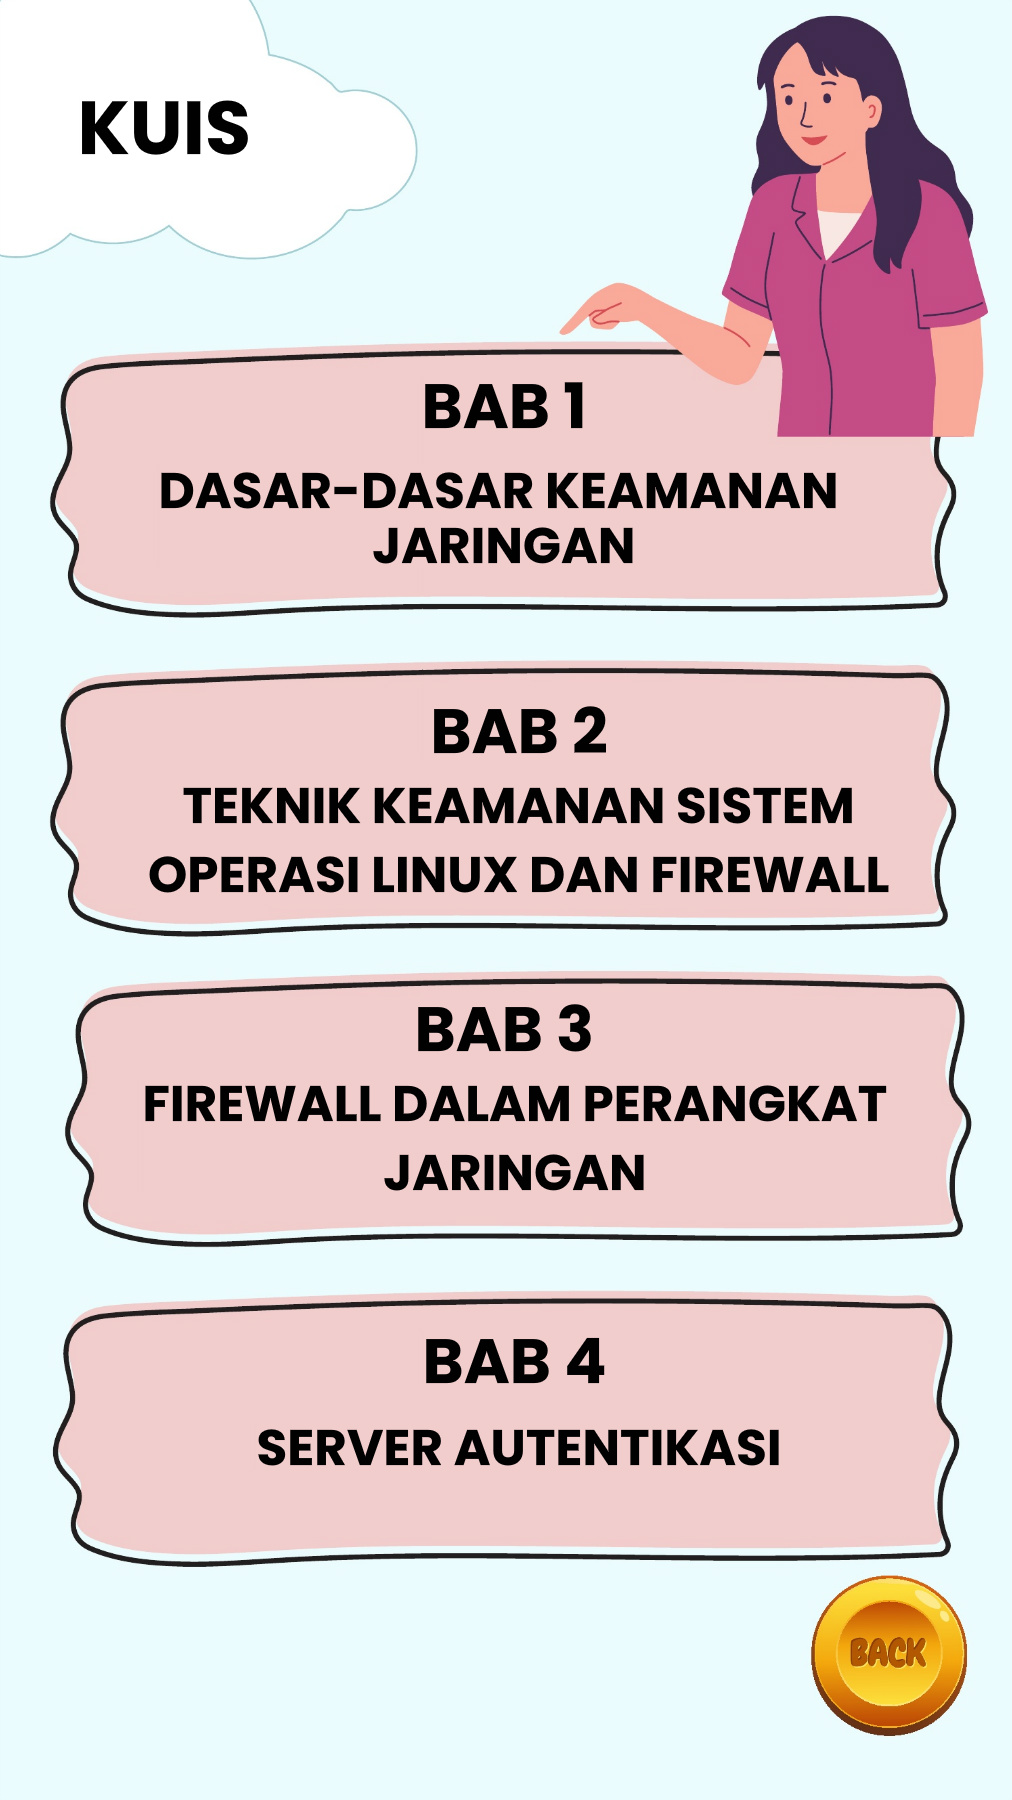 KUIS
BAB 1
DASAR-DASAR KEAMANAN
JARINGAN
BAB 2
TEKNIK KEAMANAN SISTEM
OPERASI LINUX DAN FIREWALL
BAB 3
FIREWALL DALAM PERANGKAT
JARINGAN
BAB 4
SERVER AUTENTIKASI
BACK